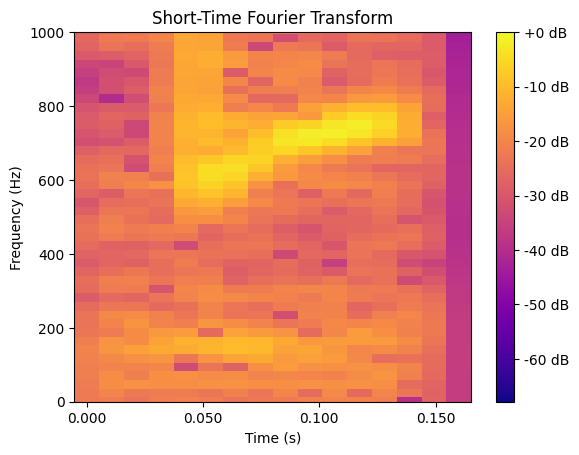 Short-Time Fourier Transform
1000
800
600
400
200
0
Frequency (Hz)
0.000
0.050
0.100
0.150
Time (s)
+0 dB
-10 dB
-20 dB
-30 dB
-40 dB
-50 dB
-60 dB